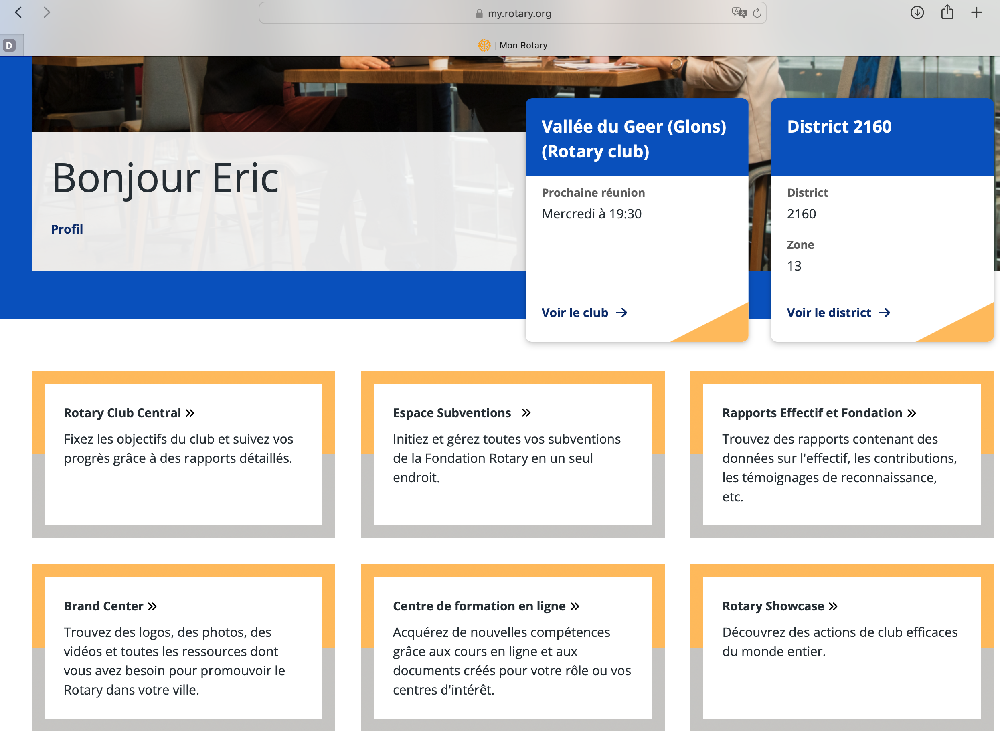 my.rotary.org
D
| Mon Rotary
Vallée du Geer (Glons)
(Rotary club)
District 2160
Bonjour Eric
Profil
Prochaine réunion
Mercredi à 19:30
District
2160
Zone
13
Voir le club →
Voir le district →
Rotary Club Central »
Fixez les objectifs du club et suivez vos
progrès grâce à des rapports détaillés.
Espace Subventions »
Initiez et gérez toutes vos subventions
de la Fondation Rotary en un seul
endroit.
Rapports Effectif et Fondation »
Trouvez des rapports contenant des
données sur l'effectif, les contributions,
les témoignages de reconnaissance,
etc.
Brand Center »
Trouvez des logos, des photos, des
vidéos et toutes les ressources dont
vous avez besoin pour promouvoir le
Rotary dans votre ville.
Centre de formation en ligne »
Acquérez de nouvelles compétences
grâce aux cours en ligne et aux
documents créés pour votre rôle ou vos
centres d'intérêt.
Rotary Showcase »
Découvrez des actions de club efficaces
du monde entier.